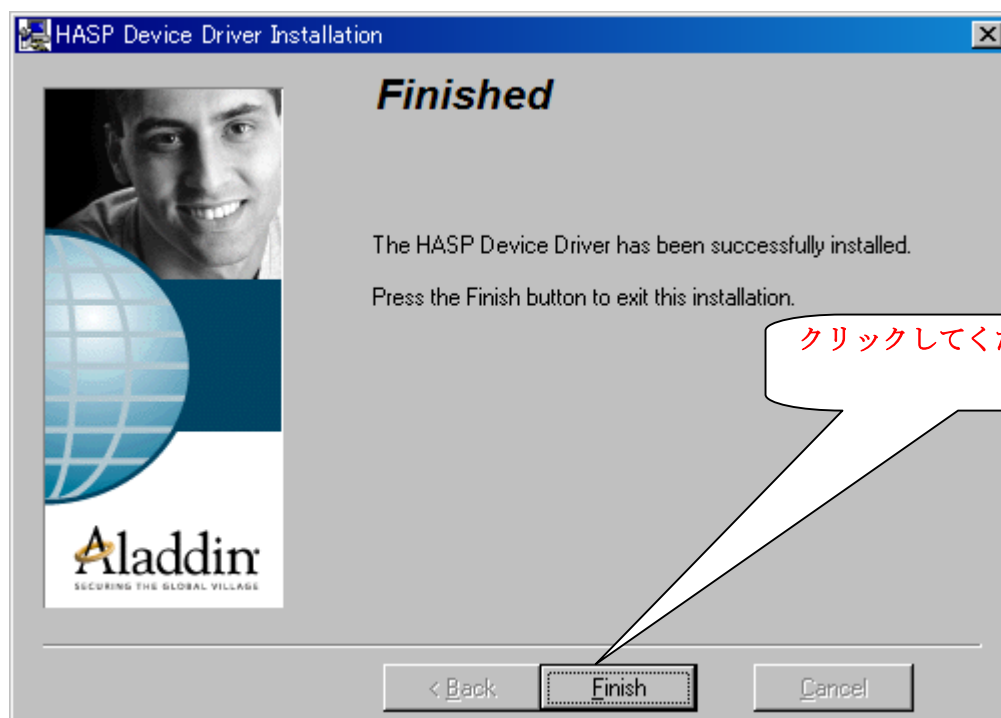 HASP Device Driver Installation
Finished
The HASP Device Driver has been successfully installed.
Press the Finish button to exit this installation.
クリックしてくだ
Aladdin
SECURING THE GLOBAL VILLAGE
< Back
Finish
Cancel